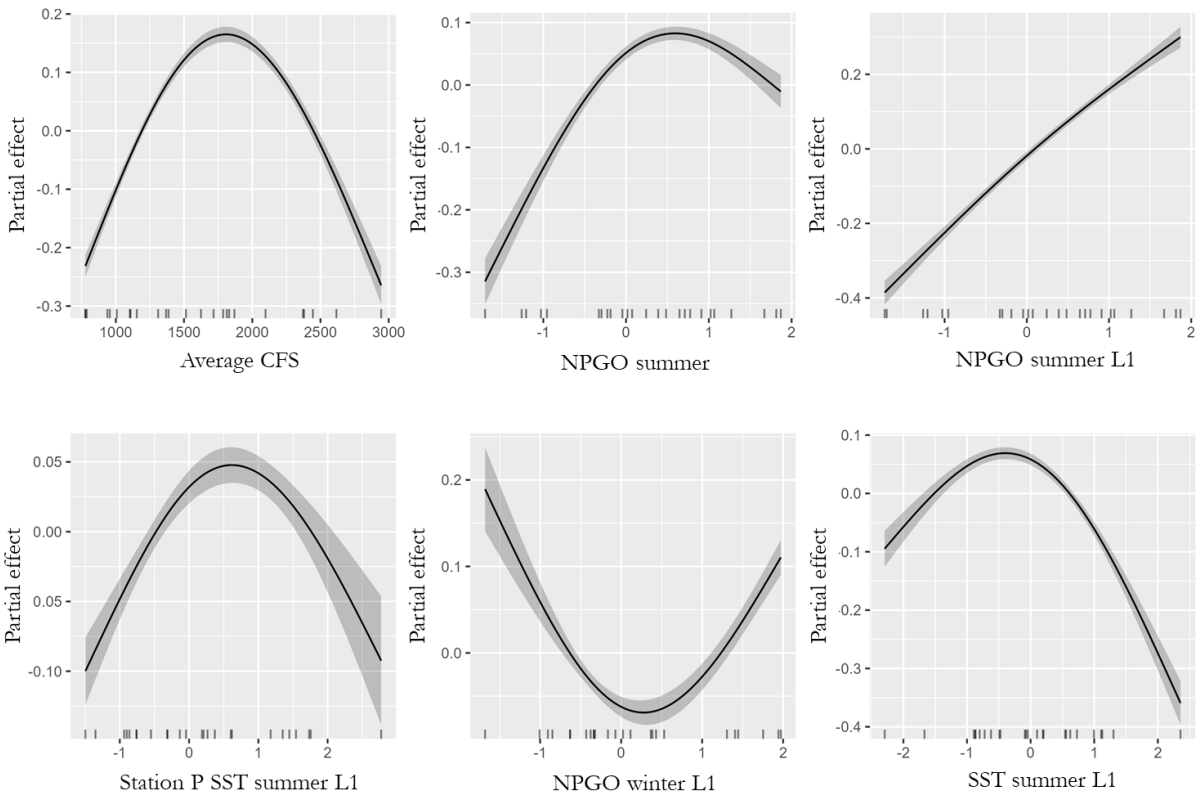 0.2
0.1
0.0
-0.1
-0.2
-0.3
Partial effect
1000 1500 2000 2500 3000
Average CFS
0.1
0.0
-0.1
-0.2
-0.3
Partial effect
-1 0 1 2
NPGO summer
0.2
0.0
-0.2
-0.4
Partial effect
-1 0 1 2
NPGO summer L1
0.05
0.00
0.05
-0.10
Partial effect
-1 0 1 2
Station P SST summer L1
0.2
0.1
0.0
Partial effect
-1 0 1 2
NPGO winter L1
0.1
0.0
-0.1
-0.2
-0.3
-0.4
Partial effect
-2 -1 0 1 2
SST summer L1